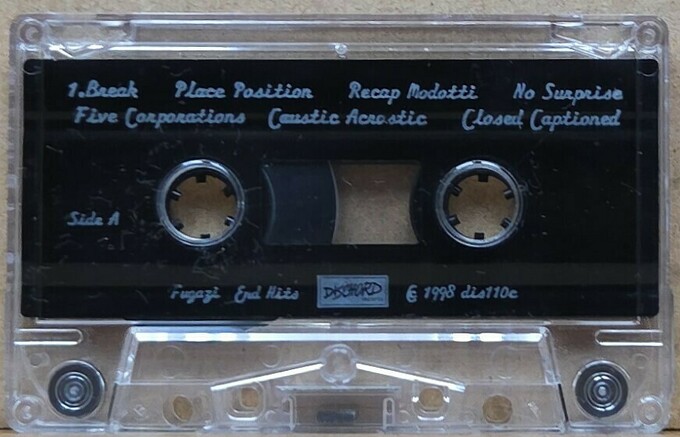 1.Break Place Position Recap Modotti No Surprise
Five Corporations Caustic Acrostic Closed Captioned
Side A
Fugazi End Hits DISCHORD © 1998 dis110c